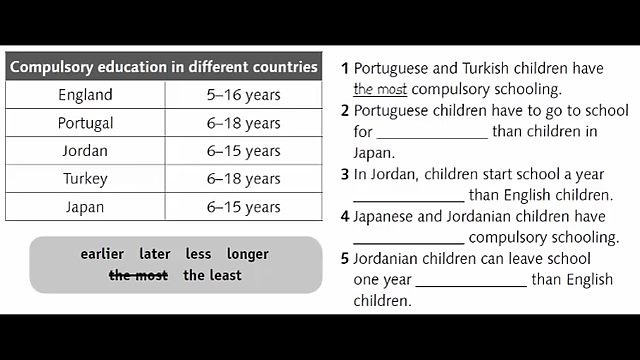 Compulsory education in different countries
England 5–16 years
Portugal 6–18 years
Jordan 6–15 years
Turkey 6–18 years
Japan 6–15 years
earlier later less longer
the most the least
1 Portuguese and Turkish children have
the most compulsory schooling.
2 Portuguese children have to go to school
for ____________ than children in
Japan.
3 In Jordan, children start school a year
____________ than English children.
4 Japanese and Jordanian children have
____________ compulsory schooling.
5 Jordanian children can leave school
one year ____________ than English
children.